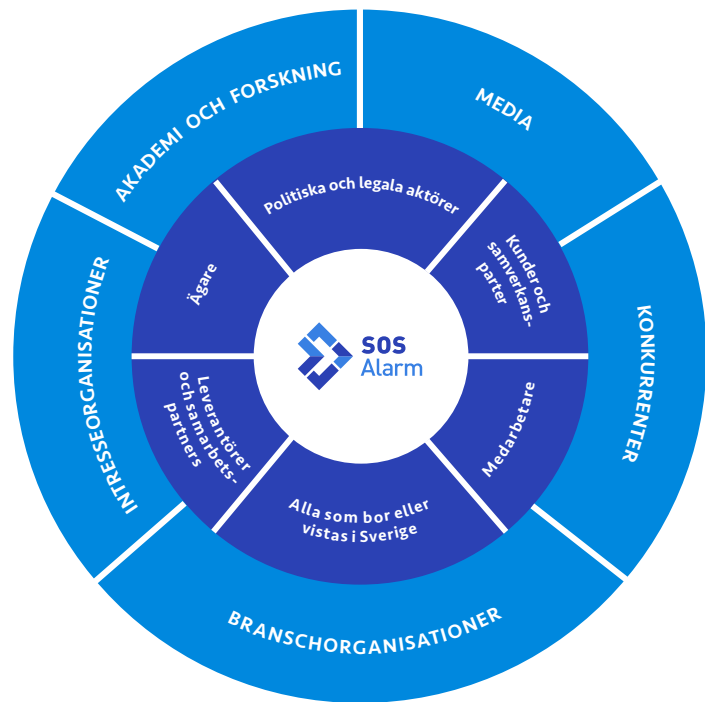 AKADEMI OCH FORSKNING
MEDIA
KONKURRENTER
BRANSCHORGANISATIONER
INTRESSEORGANISATIONER
Politiska och legala aktörer
Kunder och
samverkans-
parter
Medarbetare
Alla som bor eller
vistas i Sverige
Leverantörer
och samarbets-
partners
Ägare
SOS
Alarm